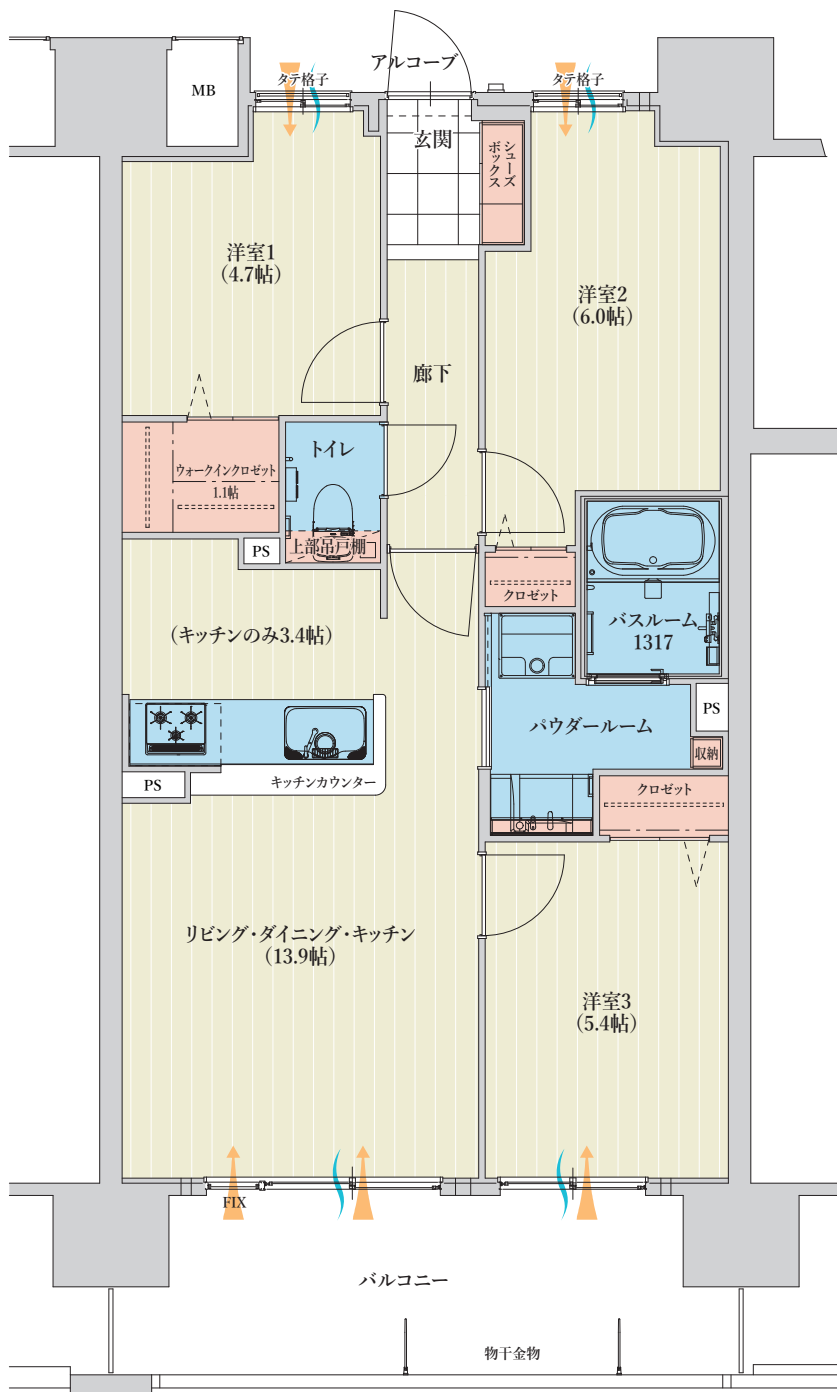 アルコーブ
MB
タテ格子
タテ格子
玄関
シューズ
ボックス
洋室1
(4.7帖)
洋室2
(6.0帖)
廊下
トイレ
ウォークインクロゼット
1.1帖
上部吊戸棚
PS
クロゼット
バスルーム
1317
(キッチンのみ3.4帖)
PS
パウダールーム
収納
PS
キッチンカウンター
クロゼット
リビング・ダイニング・キッチン
(13.9帖)
洋室3
(5.4帖)
FIX
バルコニー
物干金物